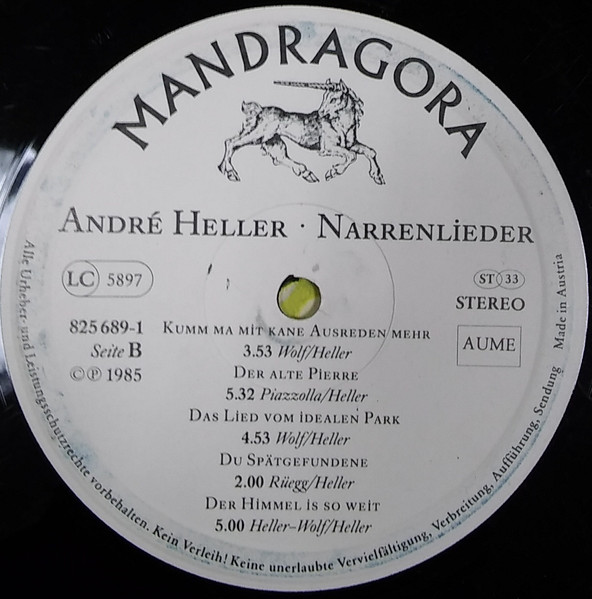 MANDRAGORA
ANDRÉ HELLER · NARRENLIEDER
LC 5897
ST 33
STEREO
825 689-1
Seite B
©℗ 1985
AUME
KUMM MA MIT KANE AUSREDEN MEHR
3.53 Wolf/Heller
DER ALTE PIERRE
5.32 Piazzolla/Heller
DAS LIED VOM IDEALEN PARK
4.53 Wolf/Heller
DU SPÄTGEFUNDENE
2.00 Rüegg/Heller
DER HIMMEL IS SO WEIT
5.00 Heller–Wolf/Heller
Alle Urheber- und Leistungsschutzrechte vorbehalten. Kein Verleih! Keine unerlaubte Vervielfältigung, Verbreitung, Aufführung, Sendung
Made in Austria